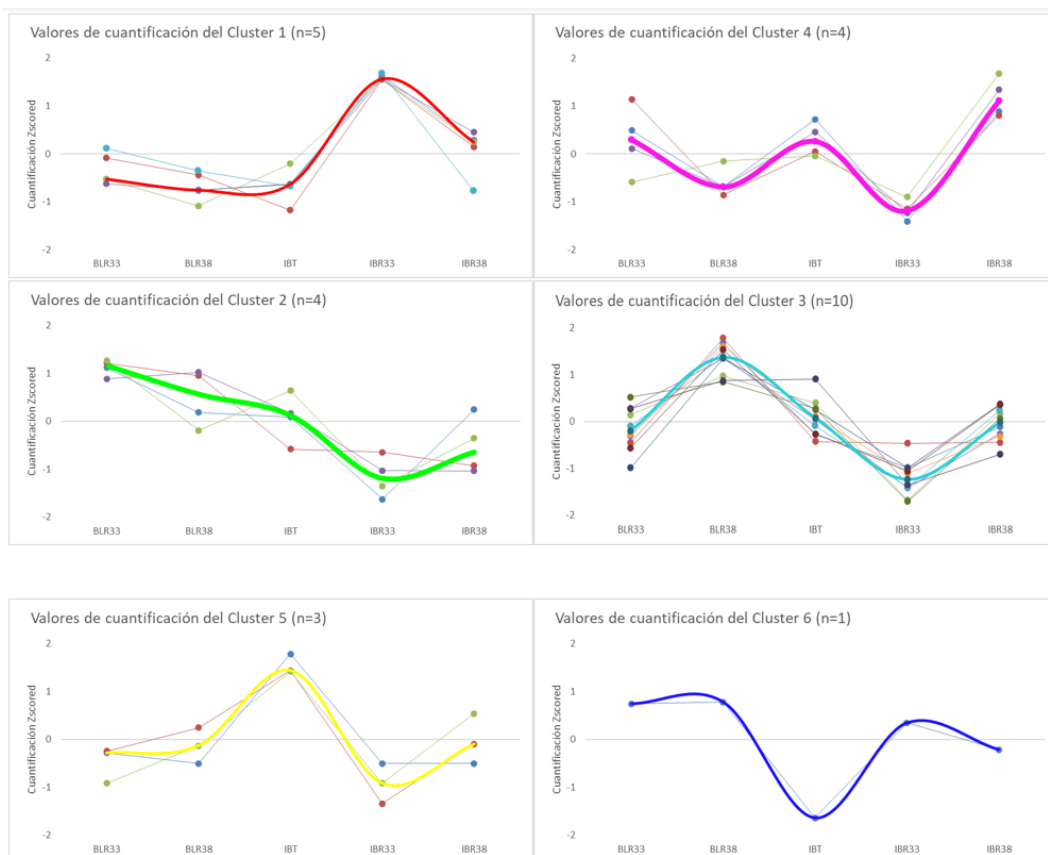 Valores de cuantificación del Cluster 1 (n=5)
Cuantificación Zscored
2
1
0
-1
-2
BLR33 BLR38 IBT IBR33 IBR38
Valores de cuantificación del Cluster 4 (n=4)
Cuantificación Zscored
2
1
0
-1
-2
BLR33 BLR38 IBT IBR33 IBR38
Valores de cuantificación del Cluster 2 (n=4)
Cuantificación Zscored
2
1
0
-1
-2
BLR33 BLR38 IBT IBR33 IBR38
Valores de cuantificación del Cluster 3 (n=10)
Cuantificación Zscored
2
1
0
-1
-2
BLR33 BLR38 IBT IBR33 IBR38
Valores de cuantificación del Cluster 5 (n=3)
Cuantificación Zscored
2
1
0
-1
-2
BLR33 BLR38 IBT IBR33 IBR38
Valores de cuantificación del Cluster 6 (n=1)
Cuantificación Zscored
2
1
0
-1
-2
BLR33 BLR38 IBT IBR33 IBR38